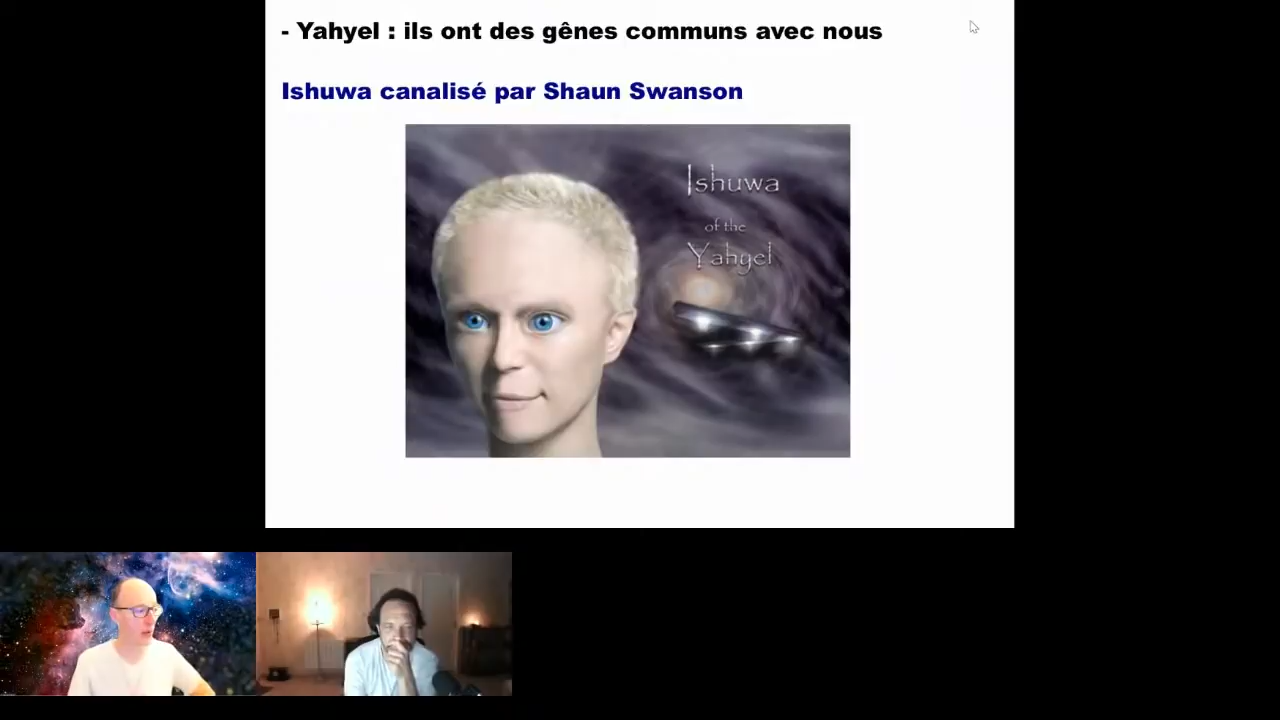 - Yahyel : ils ont des gênes communs avec nous
Ishuwa canalisé par Shaun Swanson
Ishuwa
of the
Yahyel